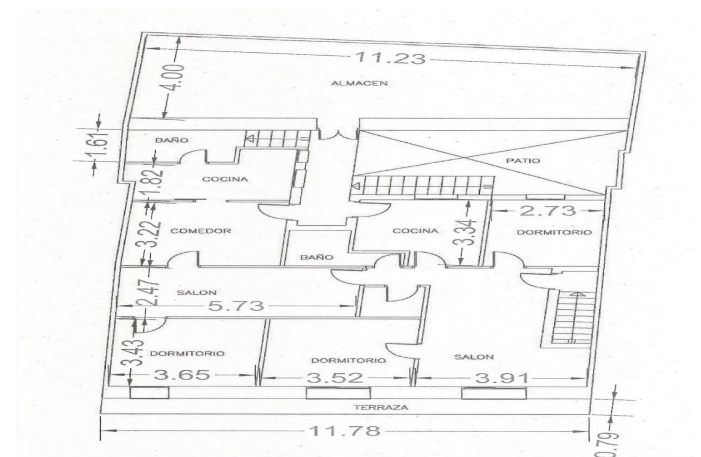 11.23
4.00
ALMACEN
1.61
BAÑO
PATIO
1.82
COCINA
2.73
3.22
COMEDOR
COCINA
3.34
DORMITORIO
BAÑO
2.47
SALON
5.73
3.43
DORMITORIO
DORMITORIO
SALON
3.65
3.52
3.91
TERRAZA
11.78
0.79